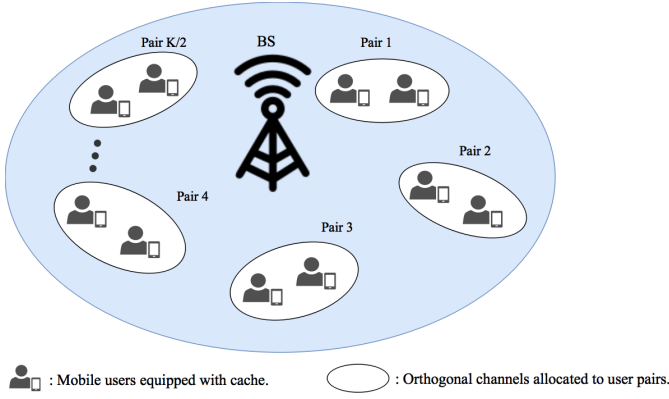 Pair K/2
BS
Pair 1
Pair 2
Pair 4
Pair 3
: Mobile users equipped with cache.
: Orthogonal channels allocated to user pairs.